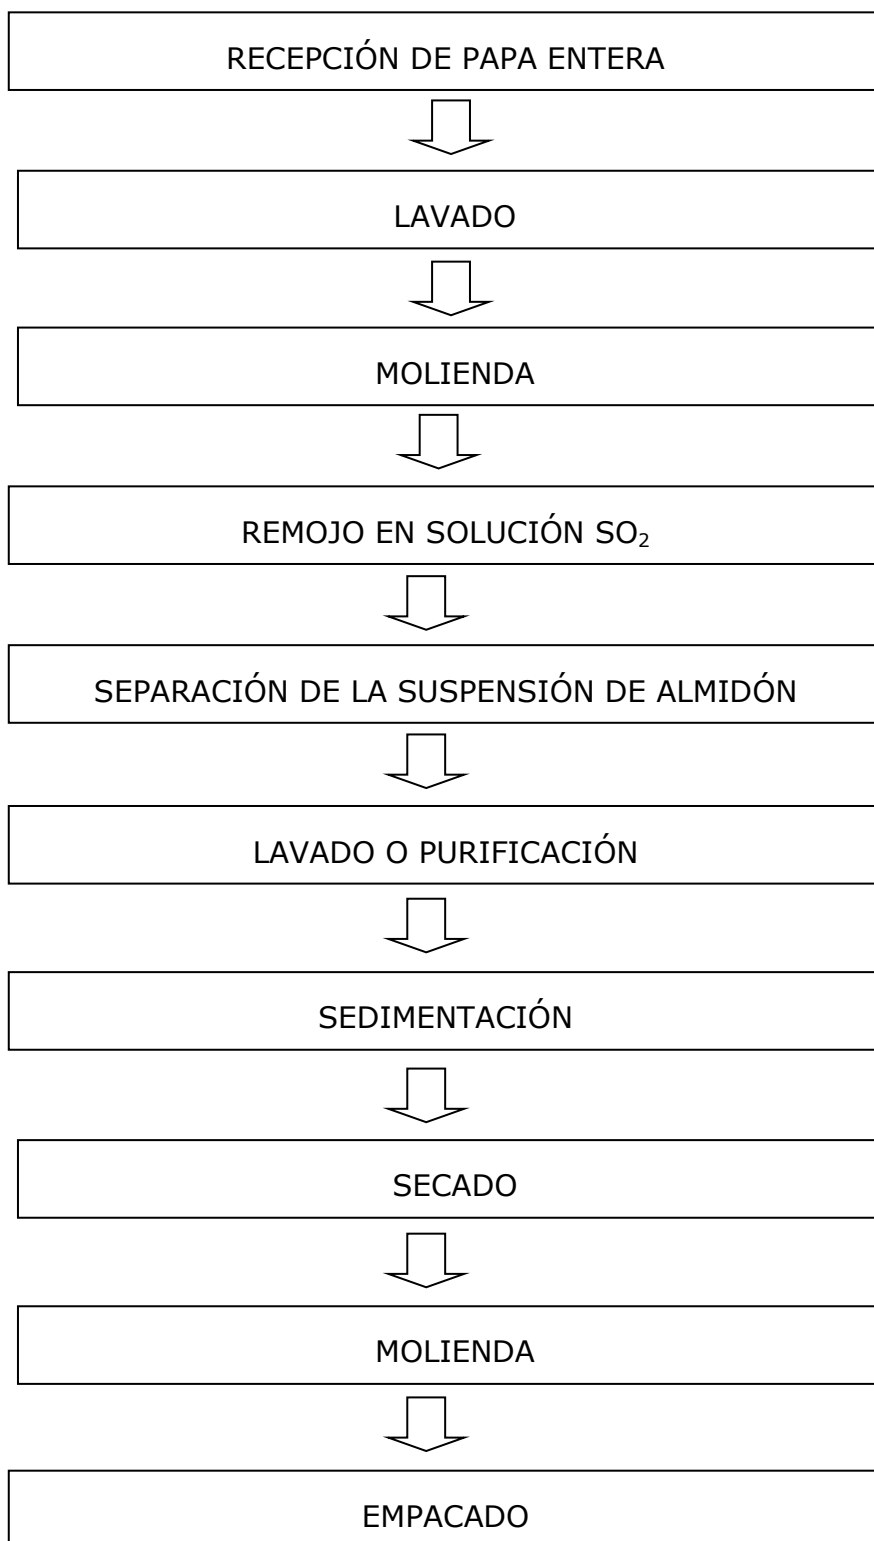 RECEPCIÓN DE PAPA ENTERA
LAVADO
MOLIENDA
REMOJO EN SOLUCIÓN SO₂
SEPARACIÓN DE LA SUSPENSIÓN DE ALMIDÓN
LAVADO O PURIFICACIÓN
SEDIMENTACIÓN
SECADO
MOLIENDA
EMPACADO